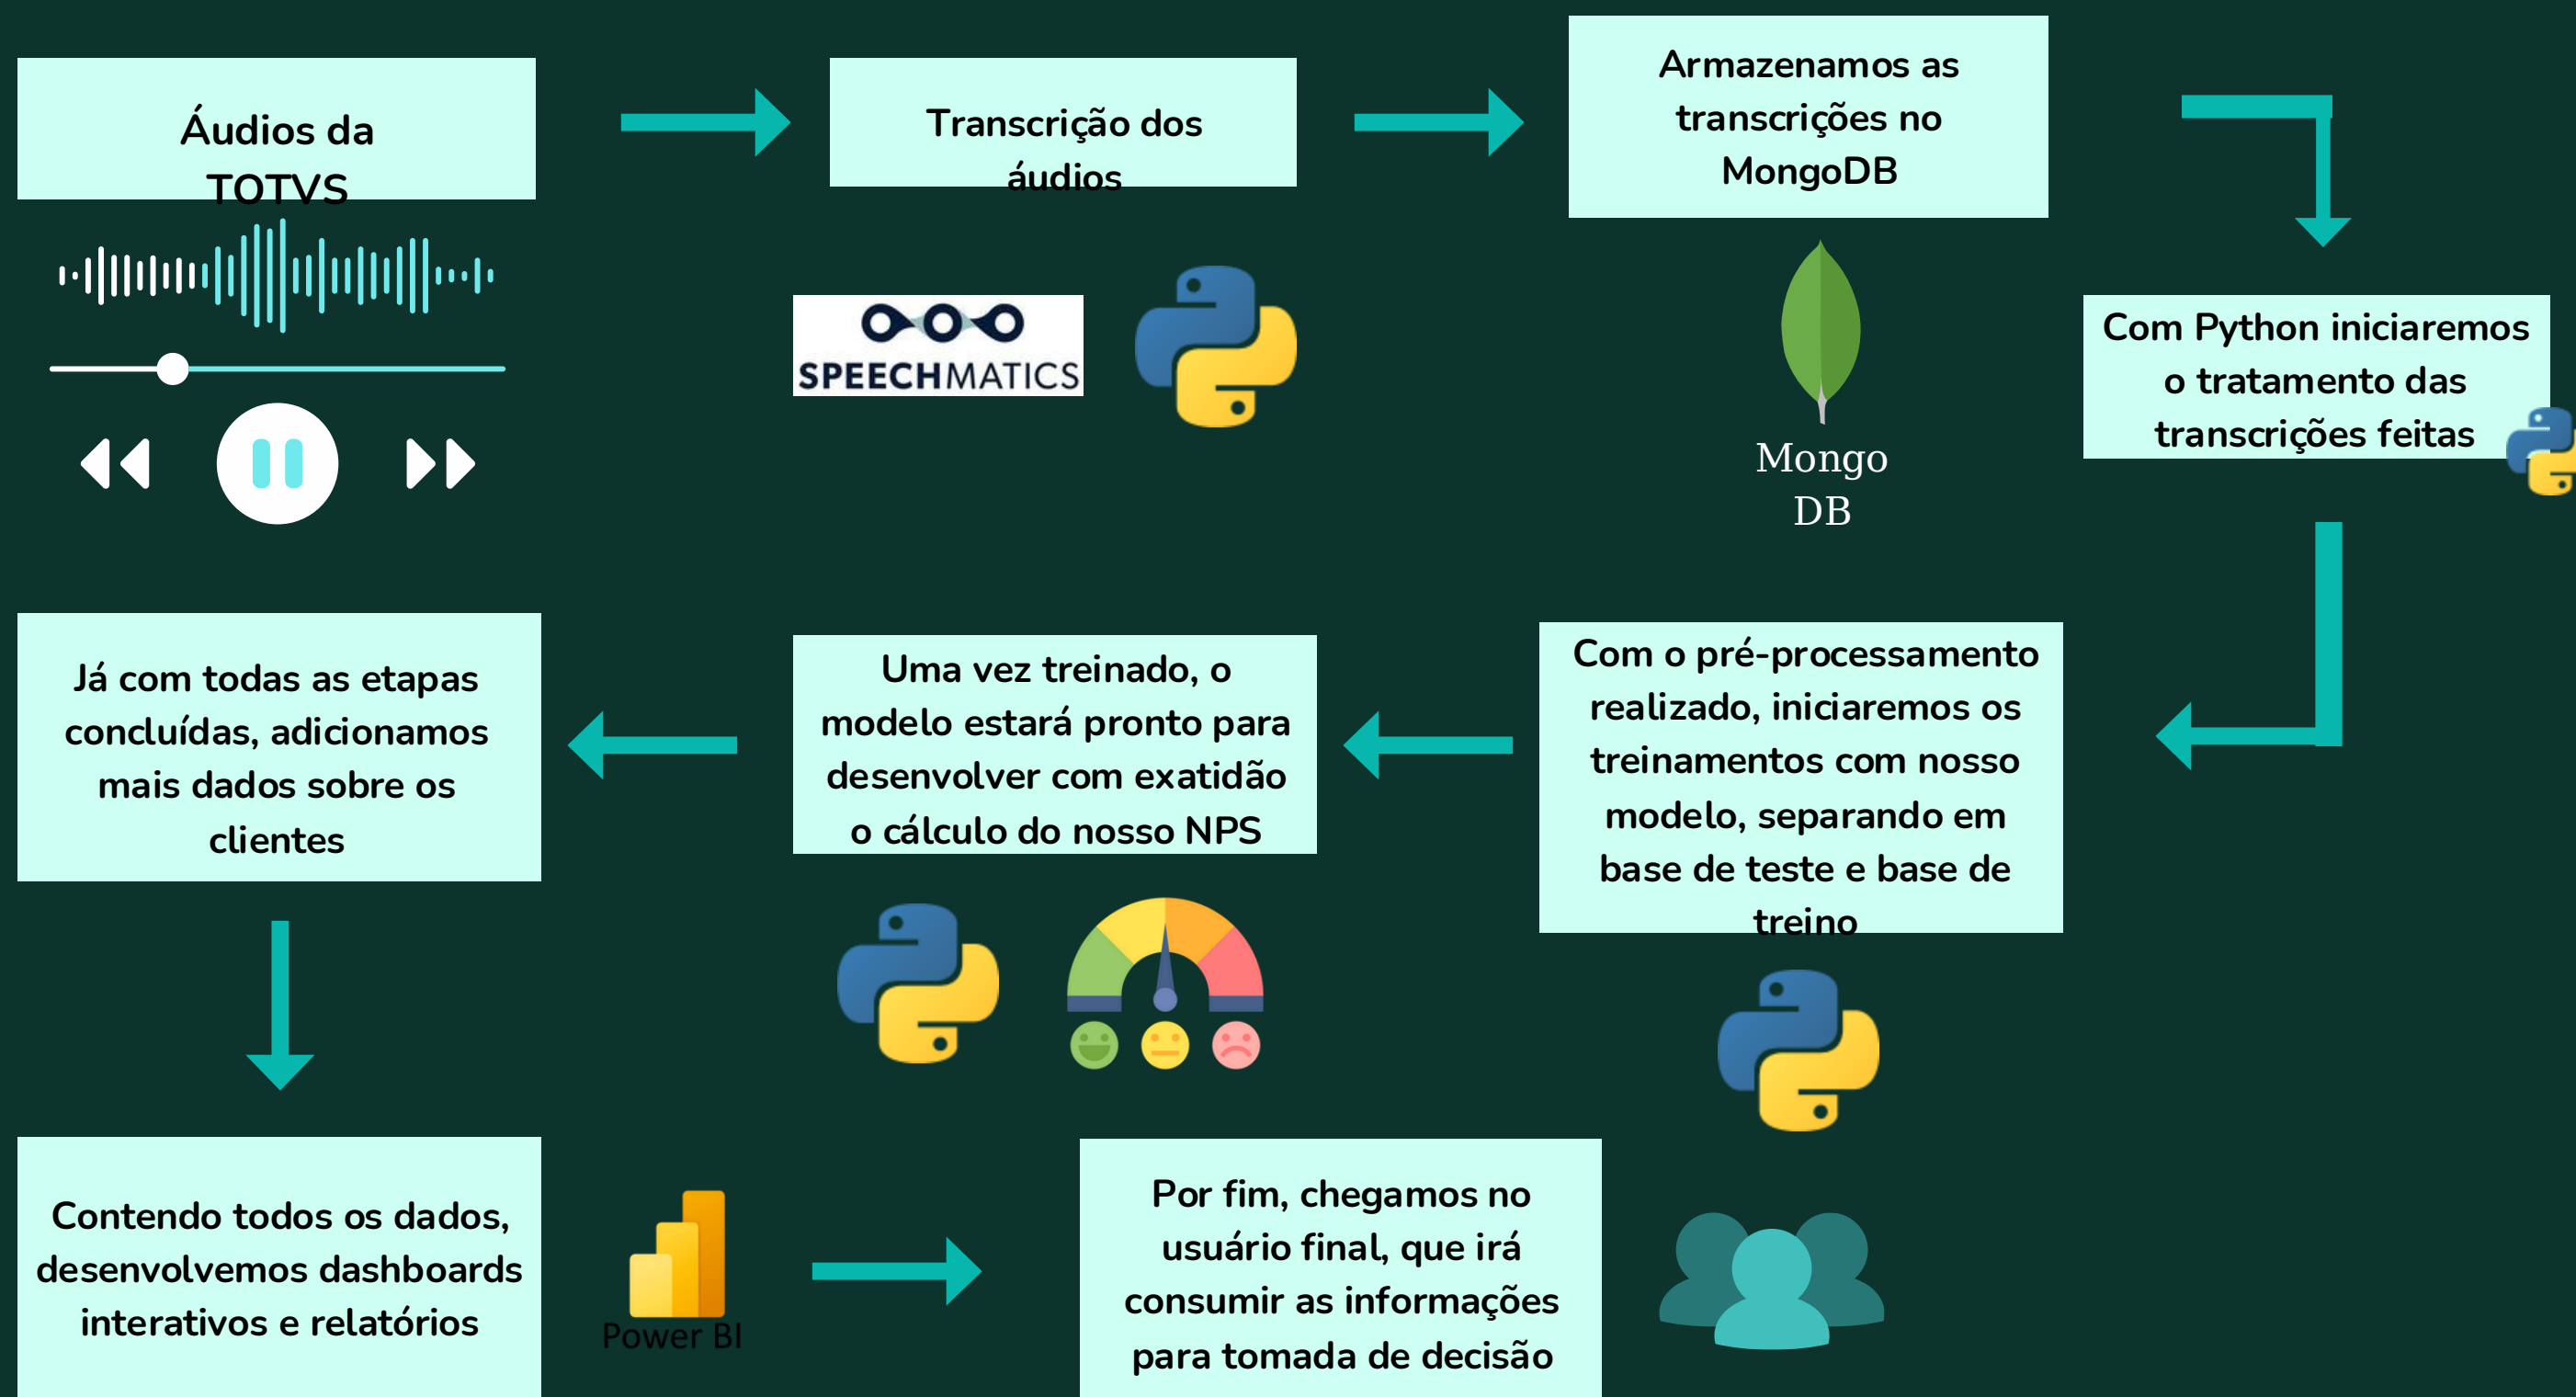 Áudios da
TOTVS
Transcrição dos
áudios
SPEECHMATICS
Armazenamos as
transcrições no
MongoDB
Mongo
DB
Com Python iniciaremos
o tratamento das
transcrições feitas
Com o pré-processamento
realizado, iniciaremos os
treinamentos com nosso
modelo, separando em
base de teste e base de
treino
Uma vez treinado, o
modelo estará pronto para
desenvolver com exatidão
o cálculo do nosso NPS
Já com todas as etapas
concluídas, adicionamos
mais dados sobre os
clientes
Contendo todos os dados,
desenvolvemos dashboards
interativos e relatórios
Power BI
Por fim, chegamos no
usuário final, que irá
consumir as informações
para tomada de decisão